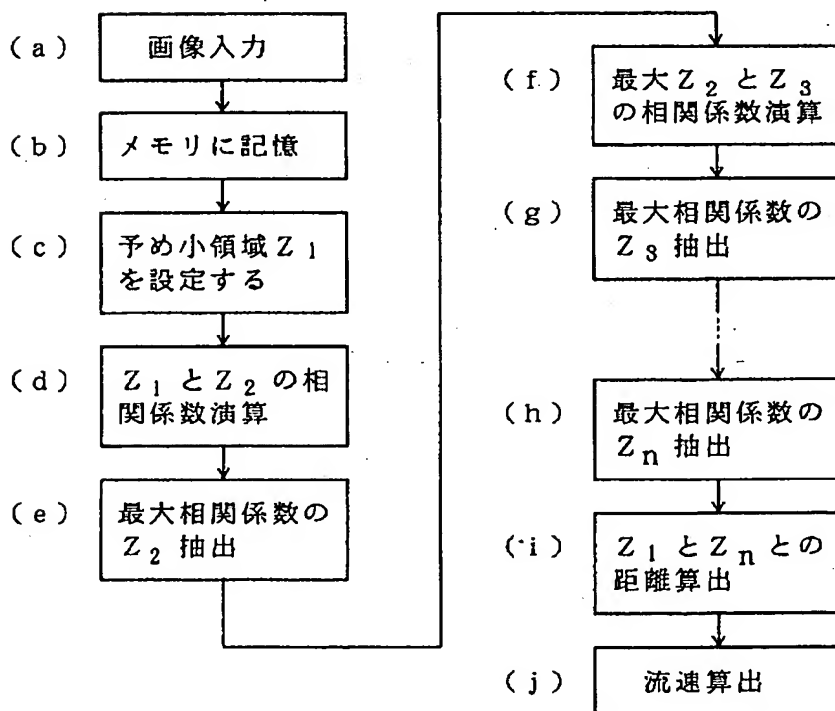 (a) 画像入力
(b) メモリに記憶
(c) 予め小領域Z1
を設定する
(d) Z1とZ2の相
関係数演算
(e) 最大相関係数の
Z2抽出
(f) 最大Z2とZ3
の相関係数演算
(g) 最大相関係数の
Z3抽出
(h) 最大相関係数の
Zn抽出
(i) Z1とZnとの
距離算出
(j) 流速算出